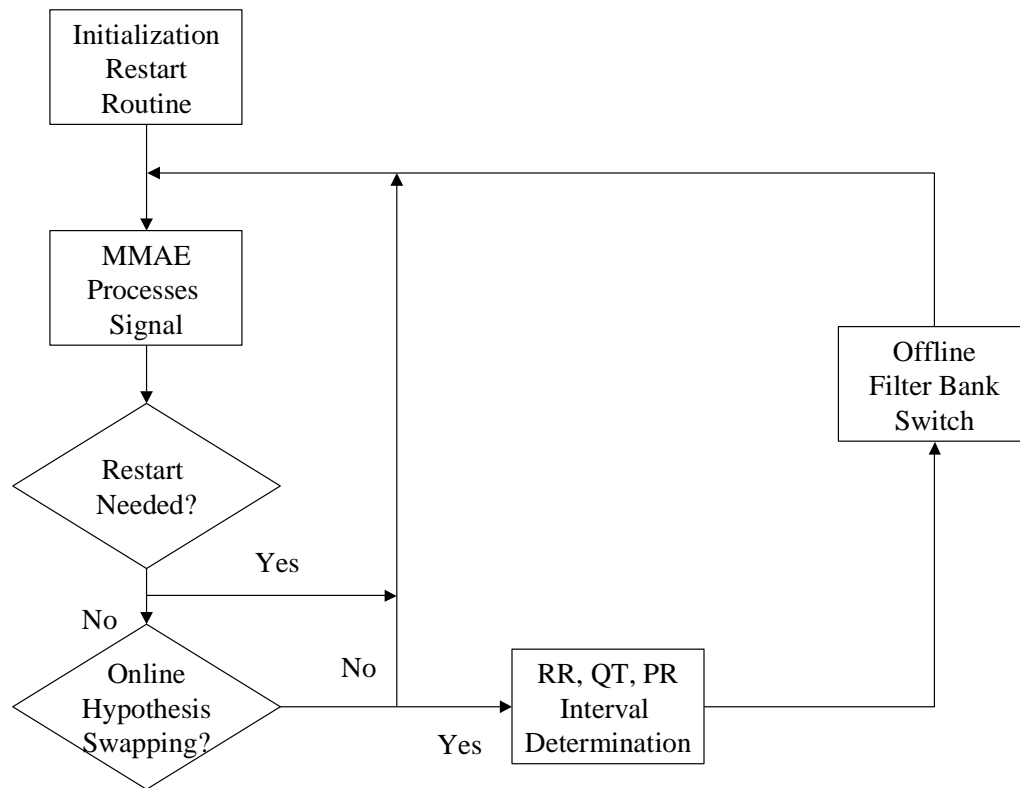 Initialization
Restart
Routine
MMAE
Processes
Signal
Offline
Filter Bank
Switch
Restart
Needed?
Yes
No
Online
Hypothesis
Swapping?
No
Yes
RR, QT, PR
Interval
Determination